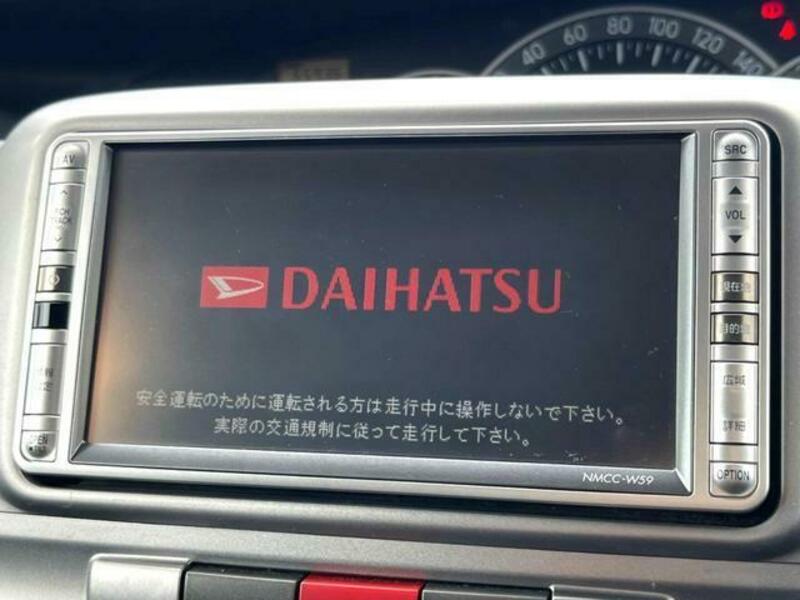 40 60 80 100 120 140
SRC
VOL
DAIHATSU
安全運転のために運転される方は走行中に操作しないで下さい。
実際の交通規制に従って走行して下さい。
現在地
目的地
広域
詳細
OPEN
OPTION
NMCC-W59